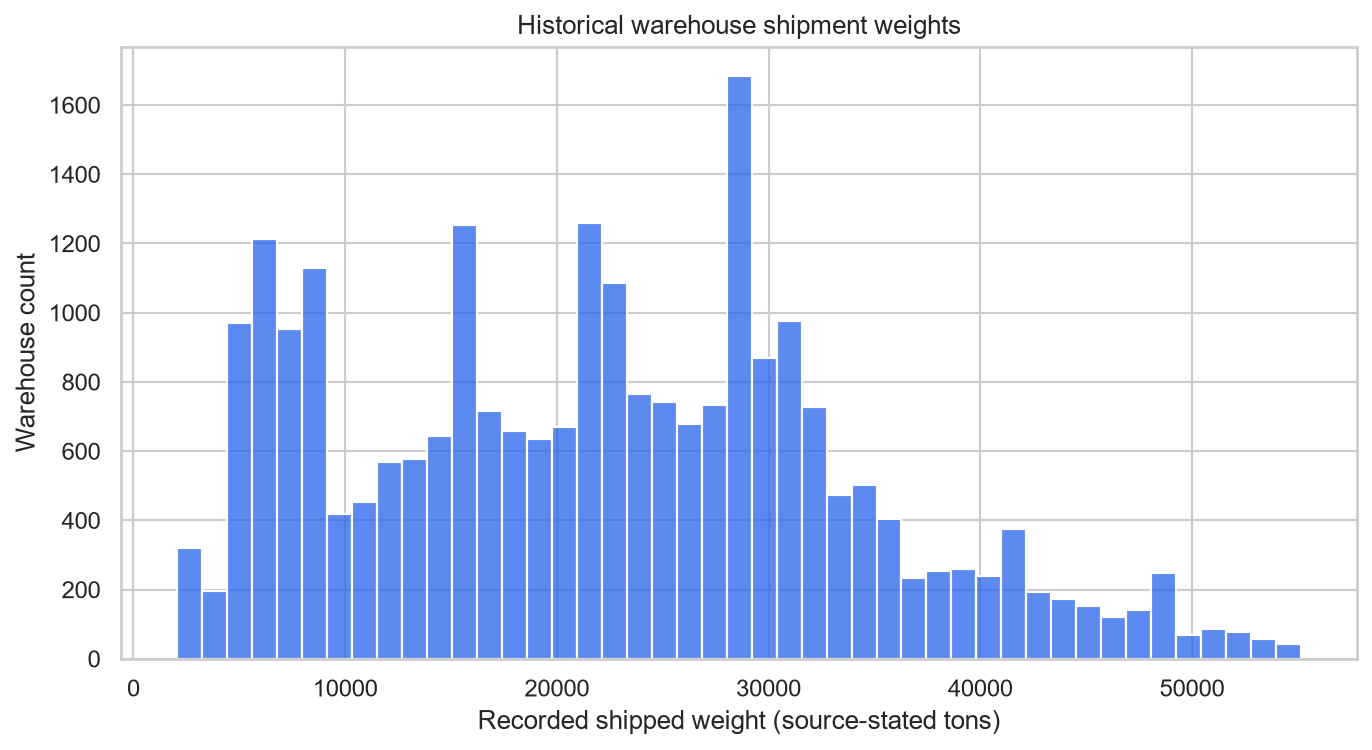 Historical warehouse shipment weights
Warehouse count
1600
1400
1200
1000
800
600
400
200
0
0 10000 20000 30000 40000 50000
Recorded shipped weight (source-stated tons)